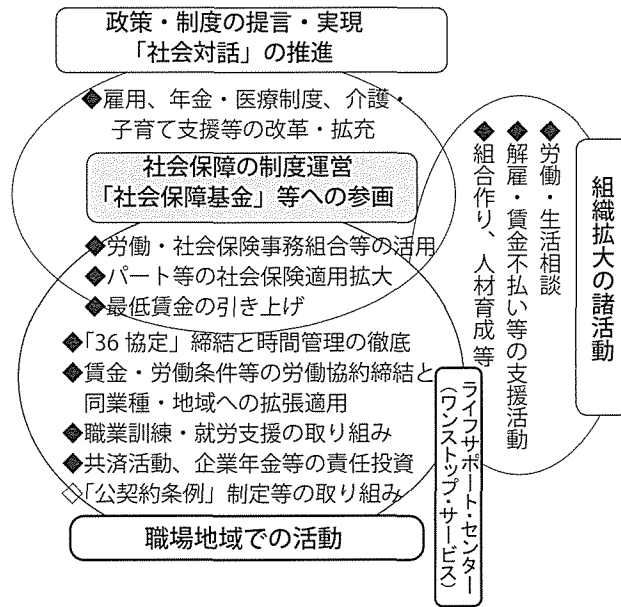 政策・制度の提言・実現
「社会対話」の推進
◆雇用、年金・医療制度、介護・
子育て支援等の改革・拡充
社会保障の制度運営
「社会保障基金」等への参画
◆労働・社会保険事務組合等の活用
◆パート等の社会保険適用拡大
◆最低賃金の引き上げ
◆「36 協定」締結と時間管理の徹底
◆賃金・労働条件等の労働協約締結と
同業種・地域への拡張適用
◆職業訓練・就労支援の取り組み
◆共済活動、企業年金等の責任投資
◇「公契約条例」制定等の取り組み
職場地域での活動
ライフサポート・センター
（ワンストップ・サービス）
組織拡大の諸活動
◆労働・生活相談
◆解雇・賃金不払い等の支援活動
◆組合作り、人材育成 等